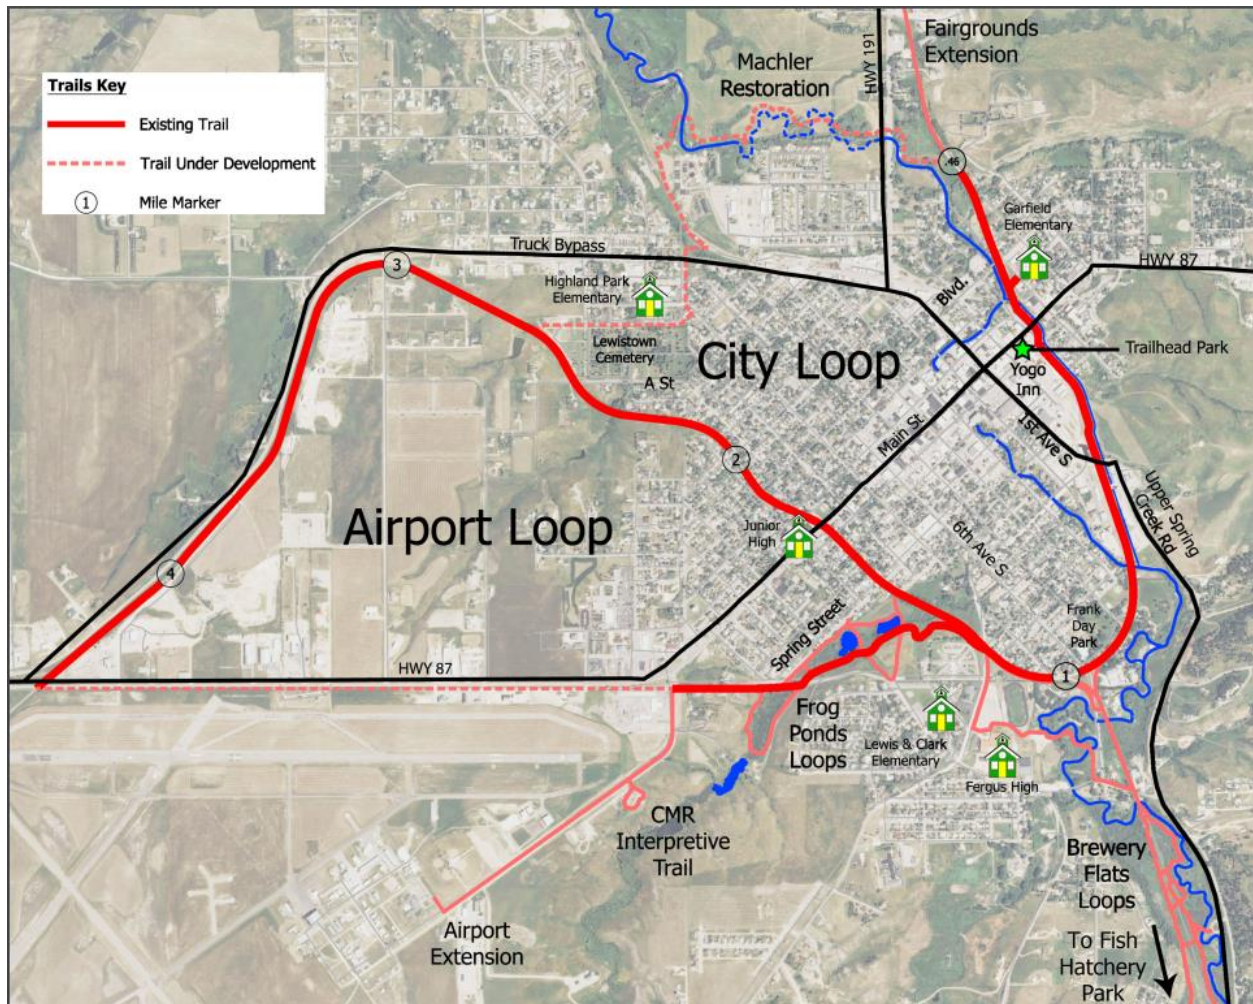 Trails Key
Existing Trail
Trail Under Development
1
Mile Marker
Machler
Restoration
HWY 191
Fairgrounds
Extension
.46
Garfield
Elementary
Truck Bypass
HWY 87
3
Highland Park
Elementary
Blvd.
Lewistown
Cemetery
City Loop
Trailhead Park
Yogo
Inn
A St
Main St
1st Ave S
2
Airport Loop
Junior
High
6th Ave S
Upper Spring
Creek Rd
4
Spring Street
Frank
Day
Park
HWY 87
1
Frog
Ponds
Loops
Lewis & Clark
Elementary
Fergus High
CMR
Interpretive
Trail
Brewery
Flats
Loops
Airport
Extension
To Fish
Hatchery
Park